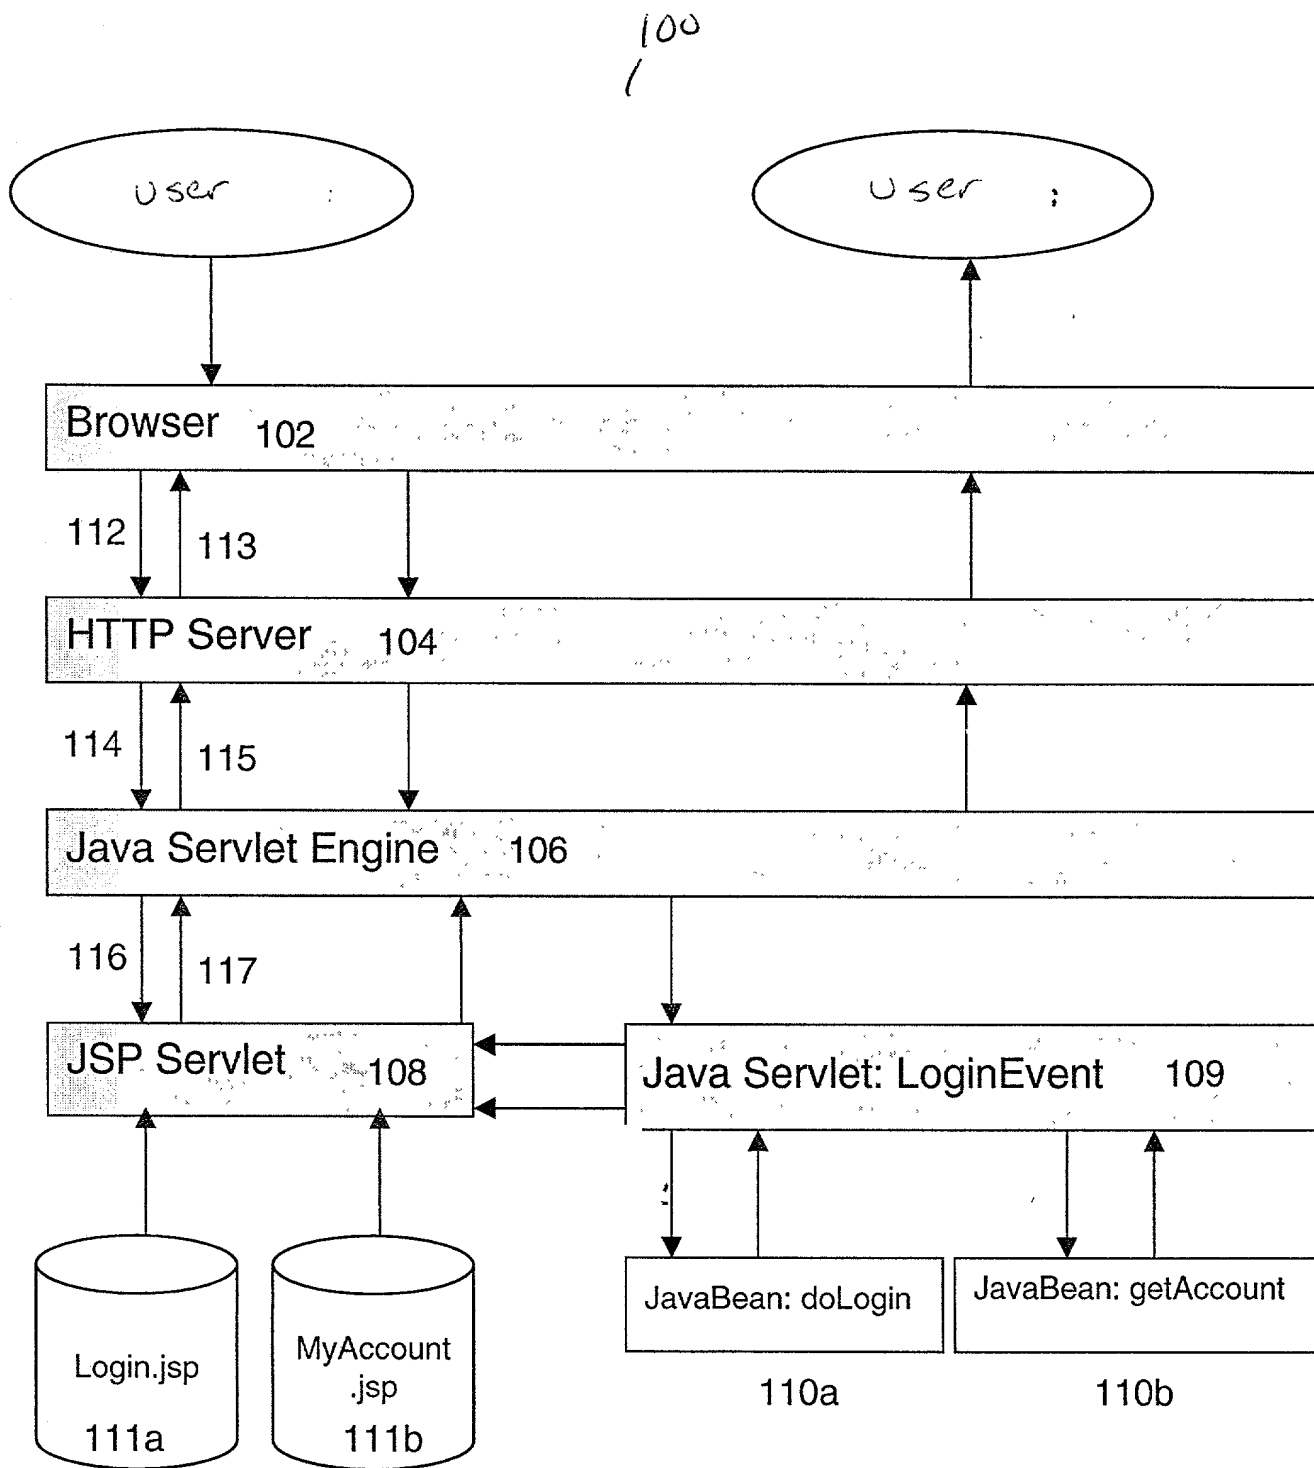 100
user
user
Browser 102
112
113
HTTP Server 104
114
115
Java Servlet Engine 106
116
117
JSP Servlet 108
Java Servlet: LoginEvent 109
JavaBean: doLogin
JavaBean: getAccount
110a
110b
Login.jsp
111a
MyAccount
.jsp
111b